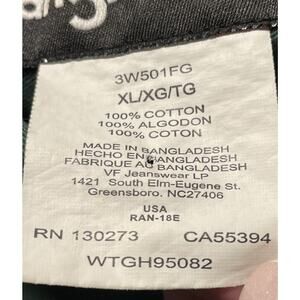 3W501FG
XL/XG/TG
100% COTTON
100% ALGODON
100% COTON
MADE IN BANGLADESH
HECHO EN BANGLADESH
FABRIQUE AU BANGLADESH
VF Jeanswear LP
1421 South Elm-Eugene St.
Greensboro, NC27406
USA
RAN-18E
RN 130273 CA55394
WTGH95082